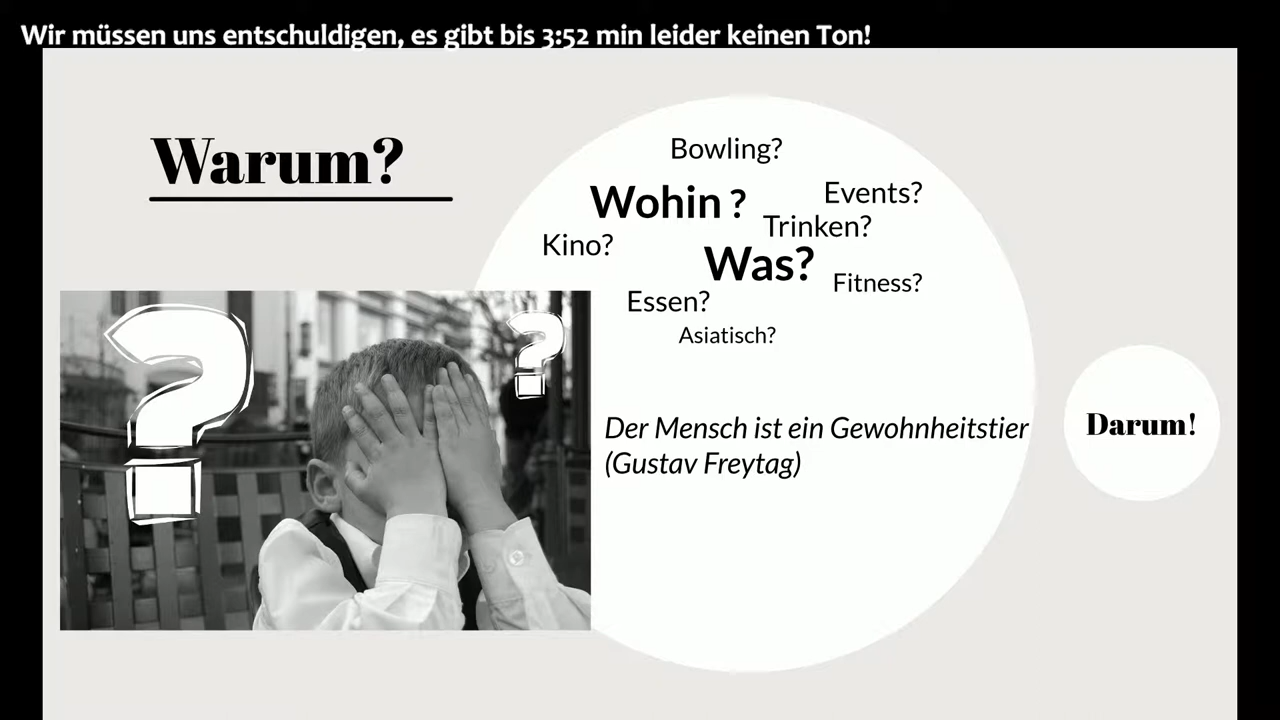 Wir müssen uns entschuldigen, es gibt bis 3:52 min leider keinen Ton!
Warum?
Bowling?
Wohin ?
Events?
Trinken?
Kino?
Was?
Fitness?
Essen?
Asiatisch?
Der Mensch ist ein Gewohnheitstier
(Gustav Freytag)
Darum!
? ?